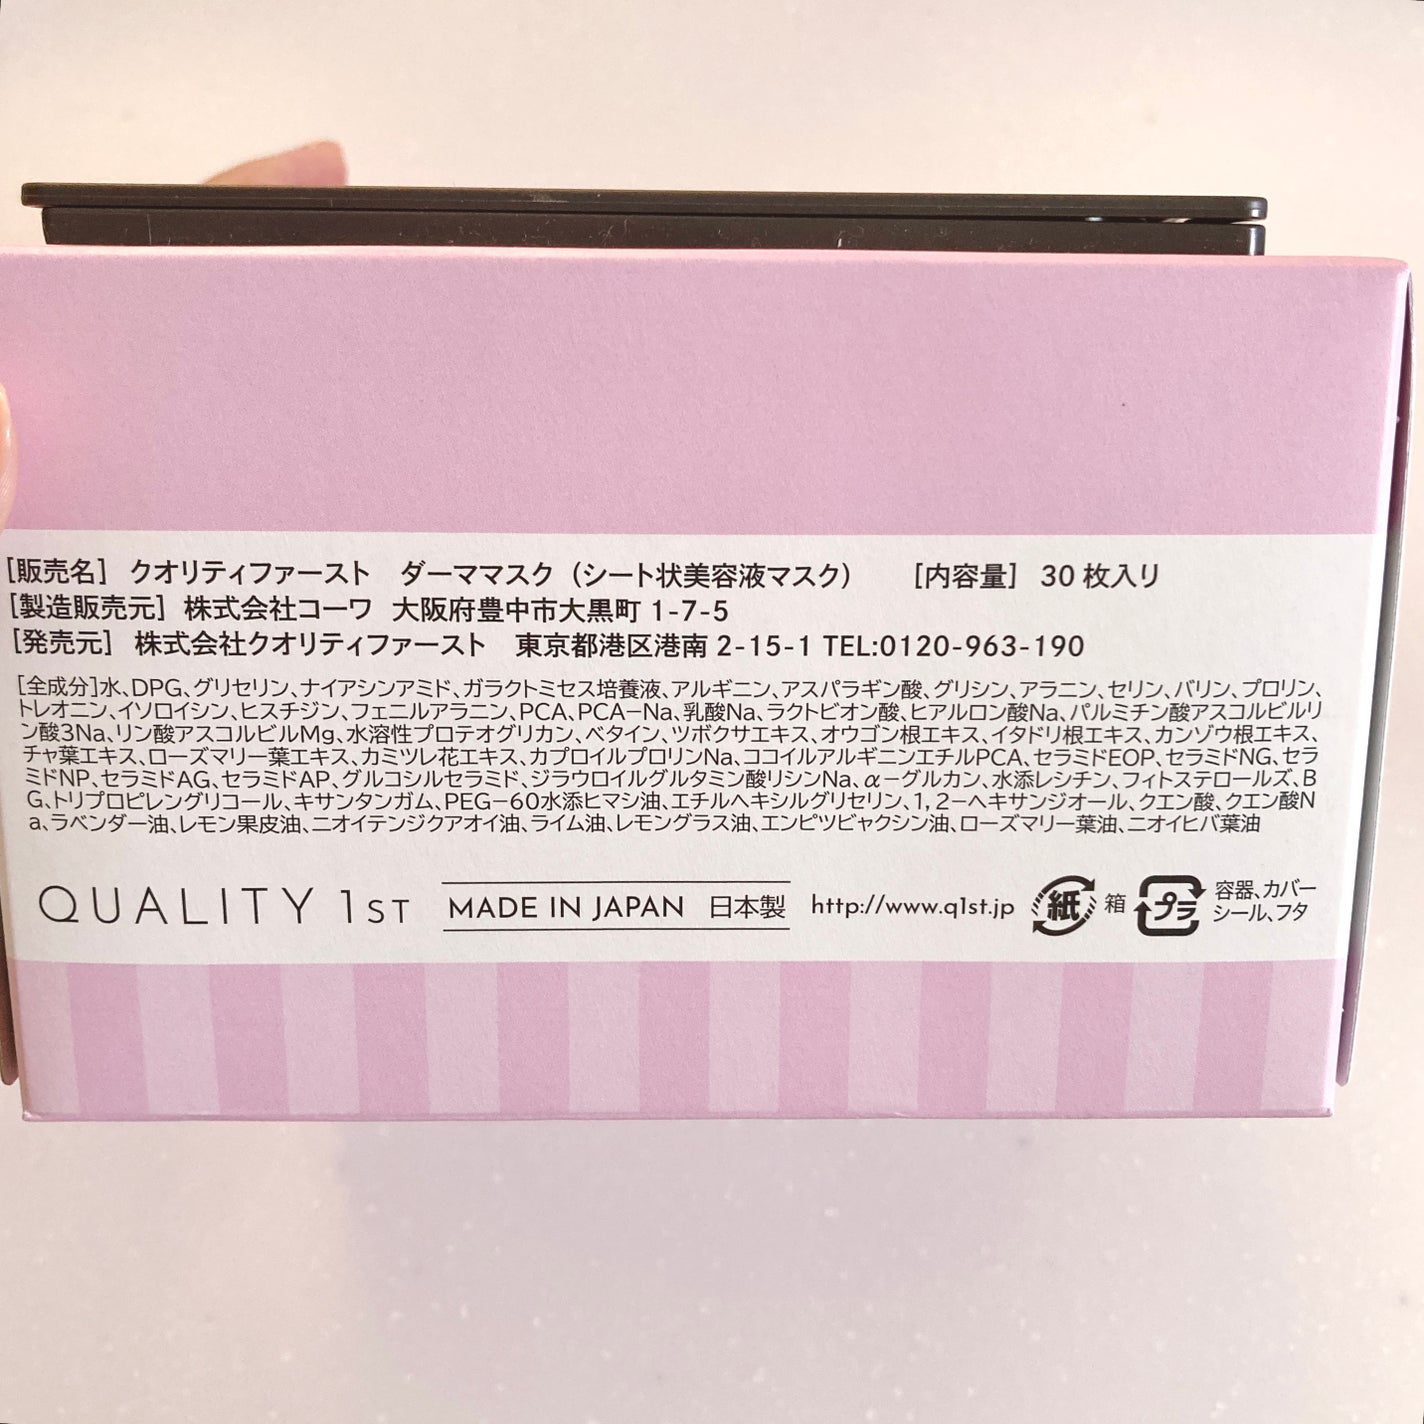 [販売名] クオリティファースト ダーママスク（シート状美容液マスク） [内容量] 30枚入り
[製造販売元] 株式会社コーワ 大阪府豊中市大黒町 1-7-5
[発売元] 株式会社クオリティファースト 東京都港区港南 2-15-1 TEL:0120-963-190
[全成分]水、DPG、グリセリン、ナイアシンアミド、ガラクトミセス培養液、アルギニン、アスパラギン酸、グリシン、アラニン、セリン、バリン、プロリン、
トレオニン、イソロイシン、ヒスチジン、フェニルアラニン、PCA、PCA-Na、乳酸Na、ラクトビオン酸、ヒアルロン酸Na、パルミチン酸アスコルビルリ
ン酸3Na、リン酸アスコルビルMg、水溶性プロテオグリカン、ベタイン、ツボクサエキス、オウゴン根エキス、イタドリ根エキス、カンゾウ根エキス、
チャ葉エキス、ローズマリー葉エキス、カミツレ花エキス、カプロイルプロリンNa、ココイルアルギニンエチルPCA、セラミドEOP、セラミドNG、セラ
ミドNP、セラミドAG、セラミドAP、グルコシルセラミド、ジラウロイルグルタミン酸リシンNa、α-グルカン、水添レシチン、フィトステロールズ、B
G、トリプロピレングリコール、キサンタンガム、PEG-60水添ヒマシ油、エチルヘキシルグリセリン、1,2-ヘキサンジオール、クエン酸、クエン酸N
a、ラベンダー油、レモン果皮油、ニオイテンジクアオイ油、ライム油、レモングラス油、エンピツビャクシン油、ローズマリー葉油、ニオイヒバ葉油
QUALITY 1ST MADE IN JAPAN 日本製 http://www.q1st.jp 紙 箱 プラ 容器、カバー
シール、フタ